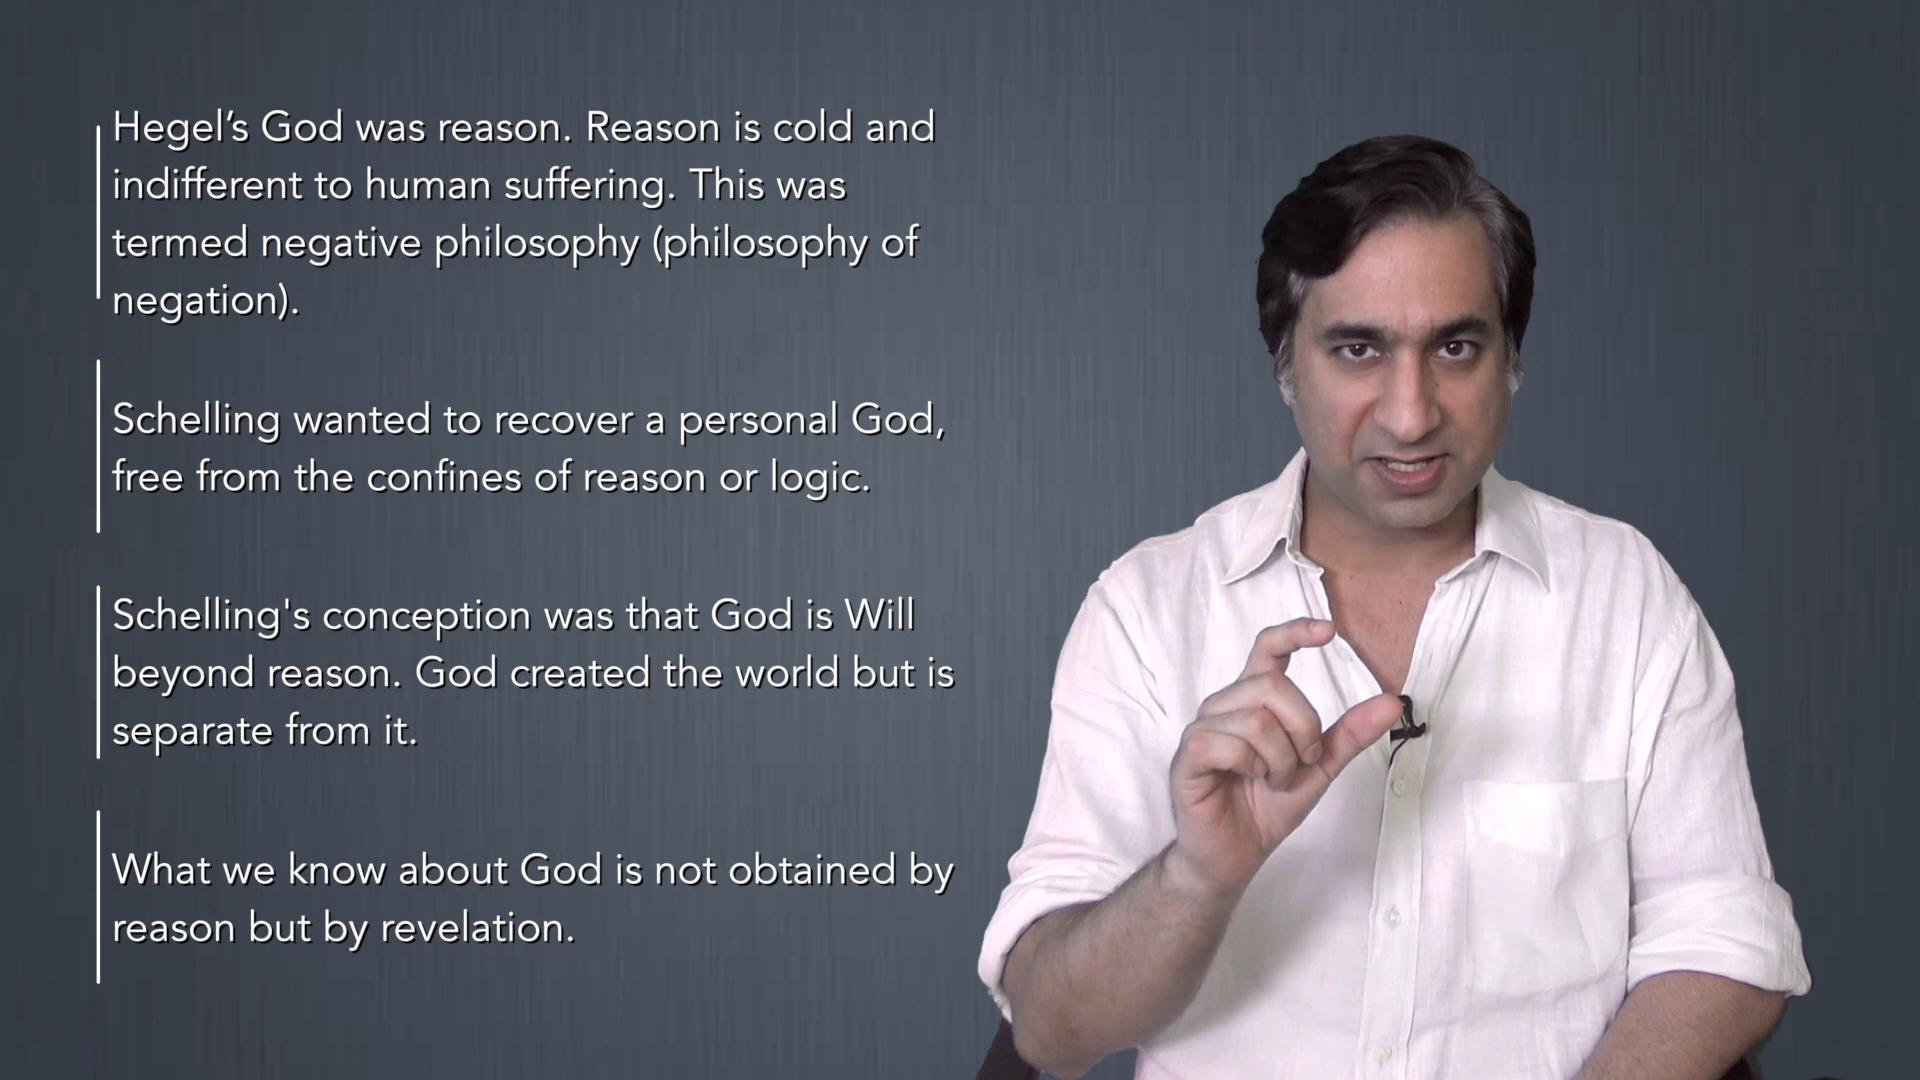 Hegel’s God was reason. Reason is cold and
indifferent to human suffering. This was
termed negative philosophy (philosophy of
negation).
Schelling wanted to recover a personal God,
free from the confines of reason or logic.
Schelling's conception was that God is Will
beyond reason. God created the world but is
separate from it.
What we know about God is not obtained by
reason but by revelation.